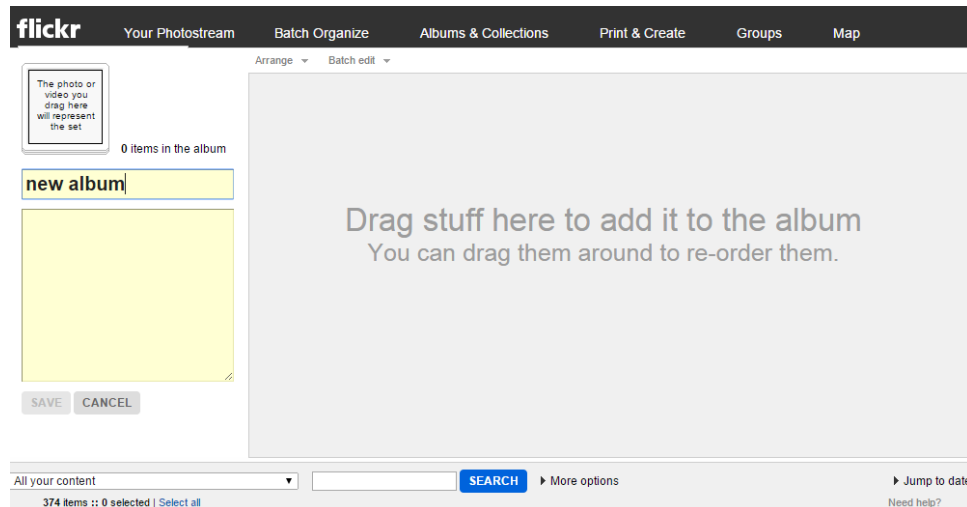 flickr Your Photostream Batch Organize Albums & Collections Print & Create Groups Map
Arrange Batch edit
The photo or
video you
drag here
will represent
the set
0 items in the album
new album
Drag stuff here to add it to the album
You can drag them around to re-order them.
SAVE CANCEL
All your content SEARCH More options Jump to date
374 items :: 0 selected | Select all Need help?